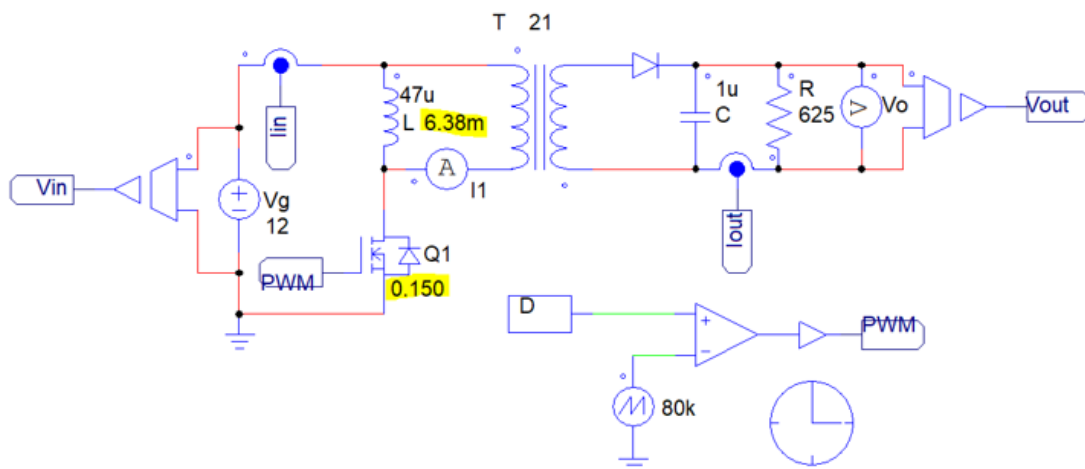 T 21
47u
L 6.38m
Iin
A
I1
1u
C
R
625
V
Vo
Vout
Iout
Vin
Vg
12
PWM
Q1
0.150
D
PWM
80k